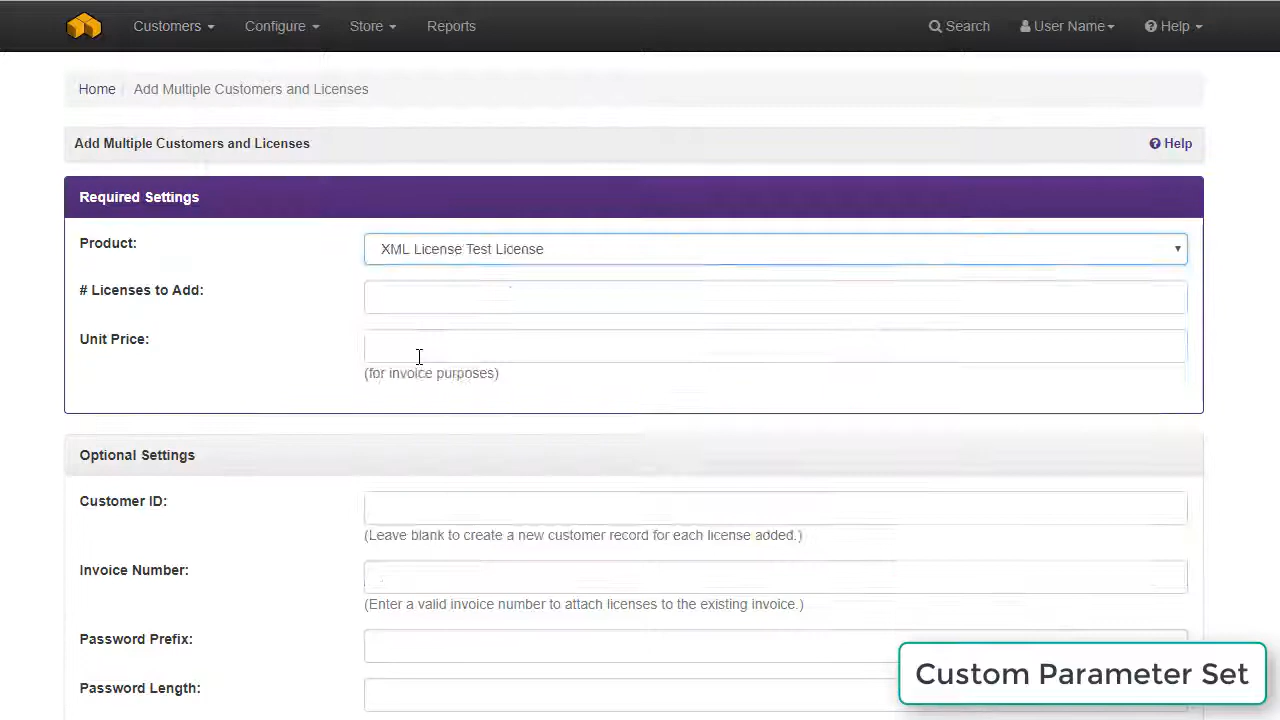 Customers Configure Store Reports Search User Name Help
Home Add Multiple Customers and Licenses
Add Multiple Customers and Licenses Help
Required Settings
Product: XML License Test License
# Licenses to Add:
Unit Price:
(for invoice purposes)
Optional Settings
Customer ID:
(Leave blank to create a new customer record for each license added.)
Invoice Number:
(Enter a valid invoice number to attach licenses to the existing invoice.)
Password Prefix:
Custom Parameter Set
Password Length: